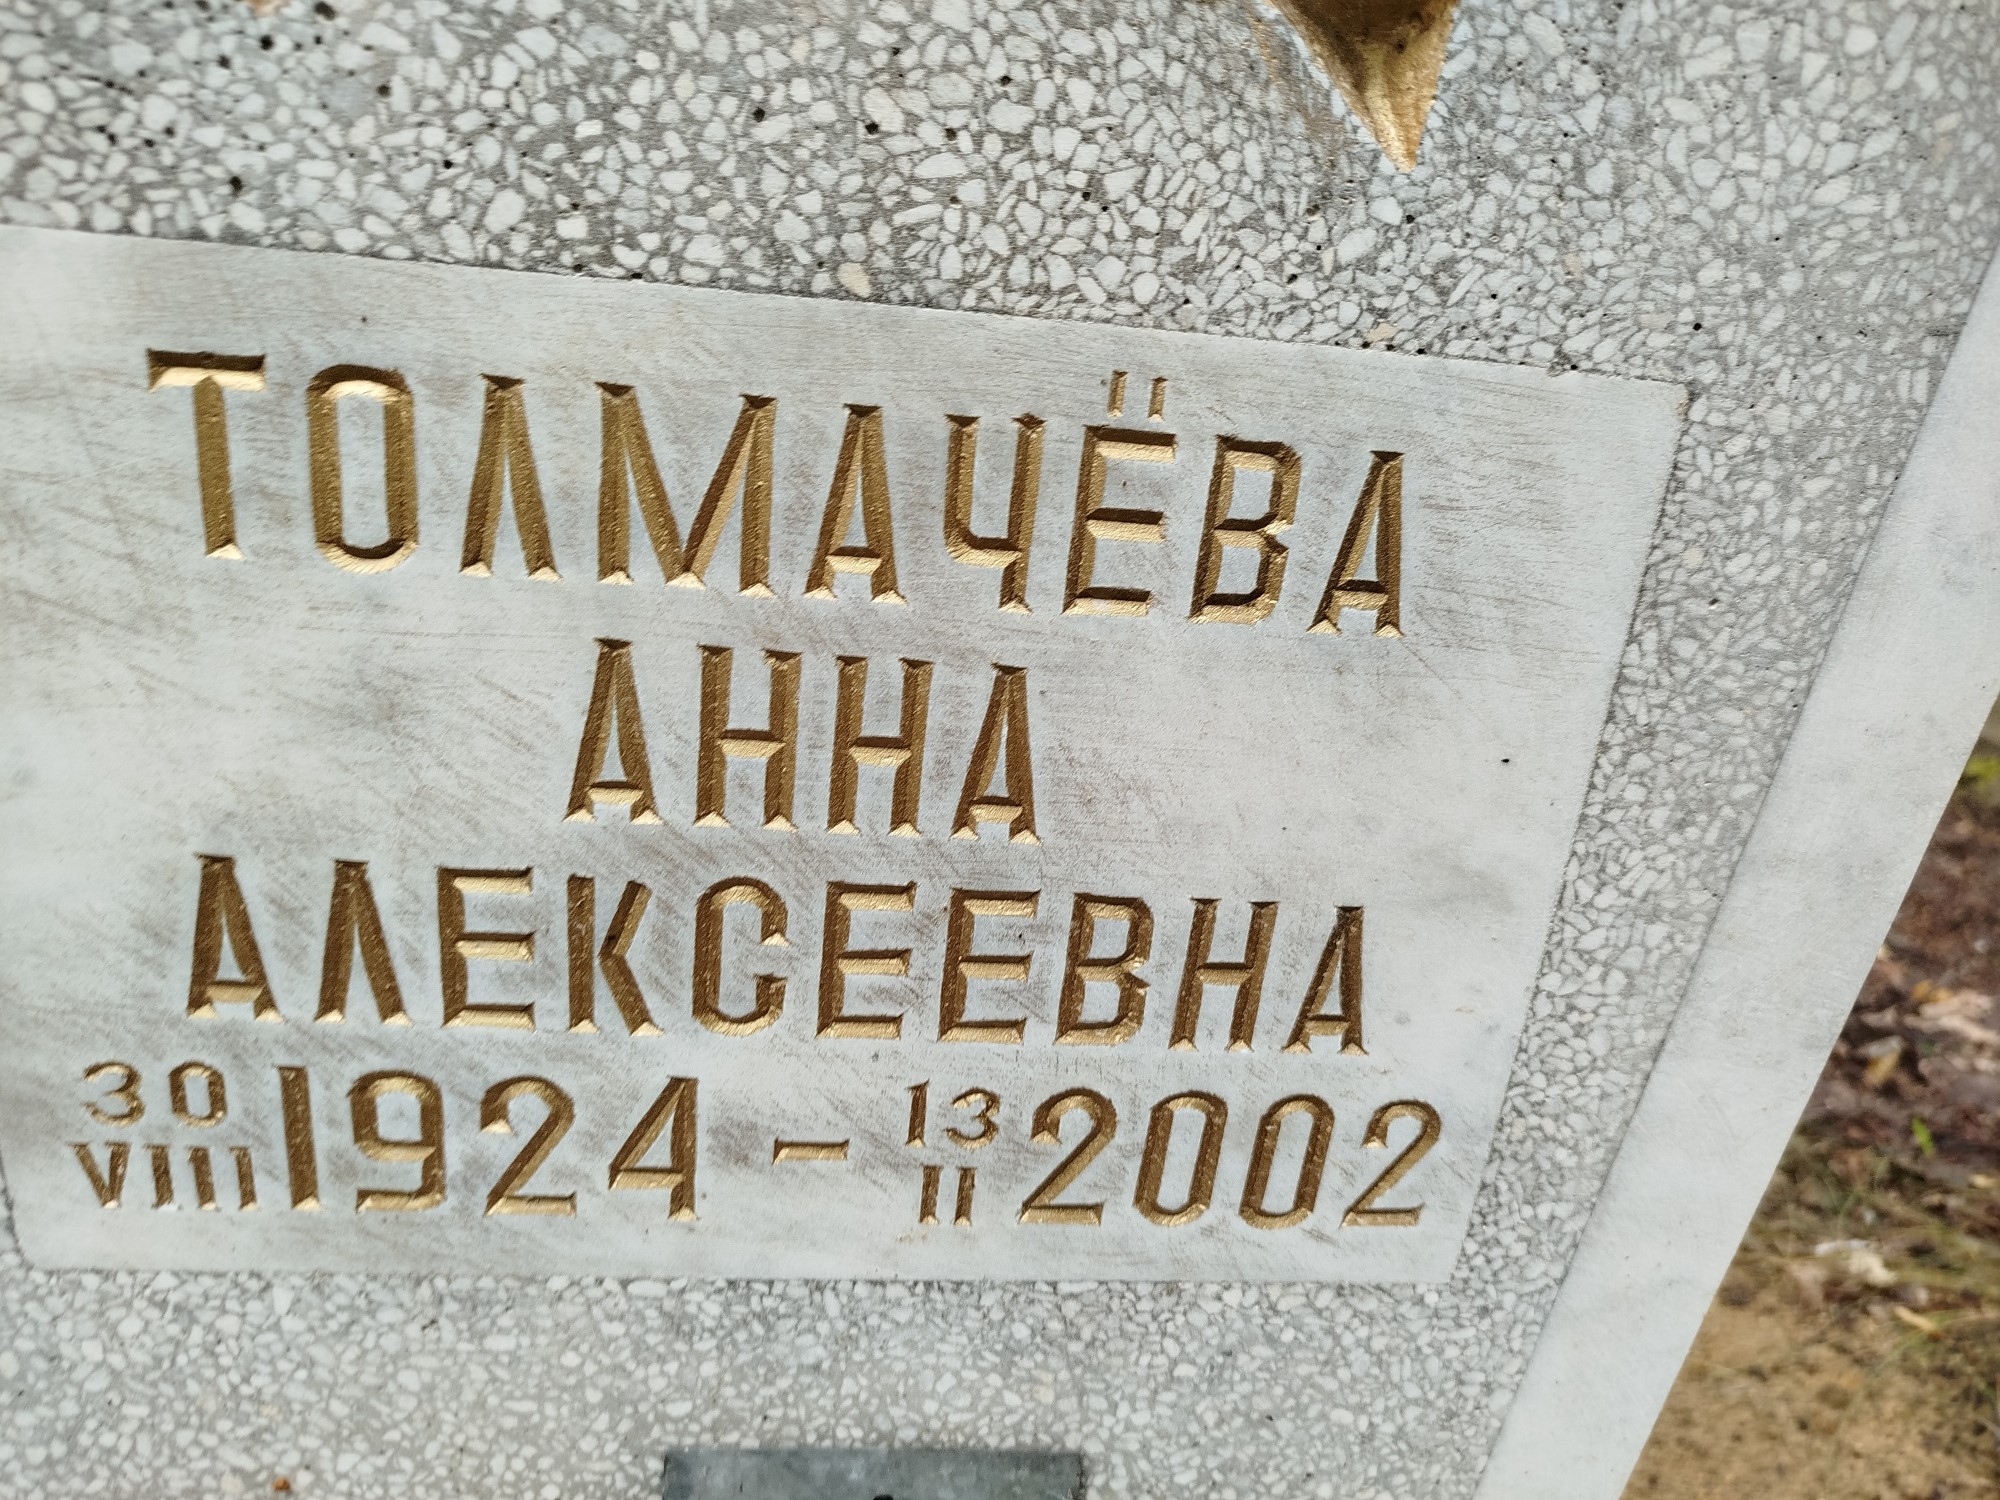 ТОЛМАЧЁВА
АННА
АЛЕКСЕЕВНА
30 VIII 1924 - 13 II 2002